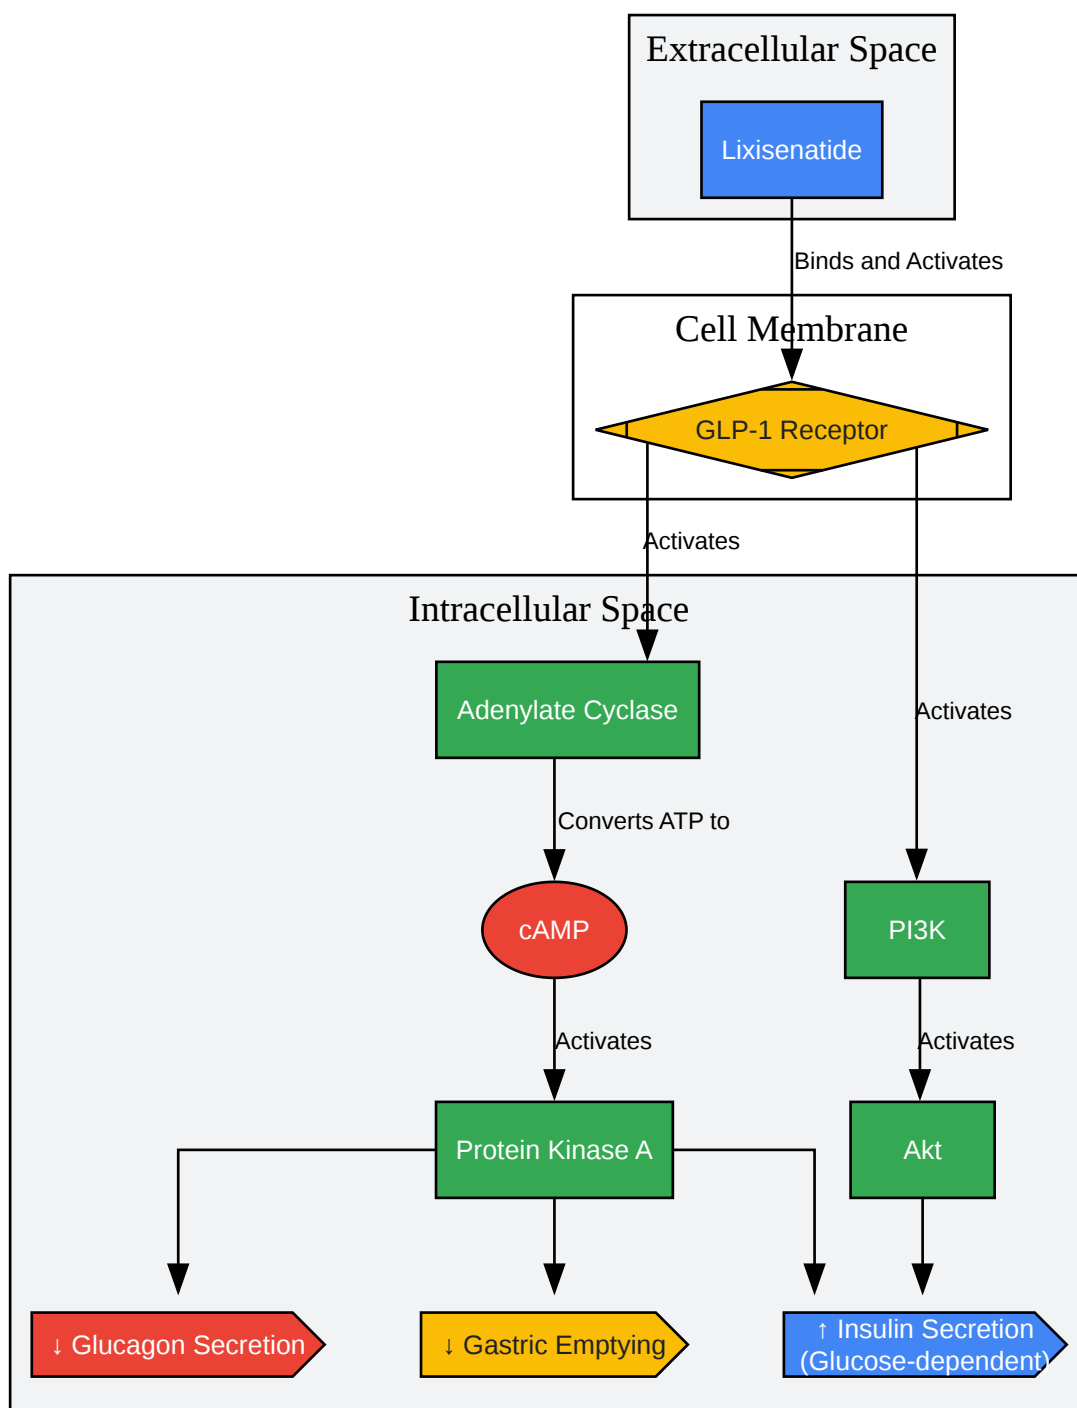 Extracellular Space
Lixisenatide
Binds and Activates
Cell Membrane
GLP-1 Receptor
Activates
Intracellular Space
Adenylate Cyclase
Activates
Converts ATP to
cAMP
PI3K
Activates
Activates
Protein Kinase A
Akt
↓ Glucagon Secretion
↓ Gastric Emptying
↑ Insulin Secretion
(Glucose-dependent)